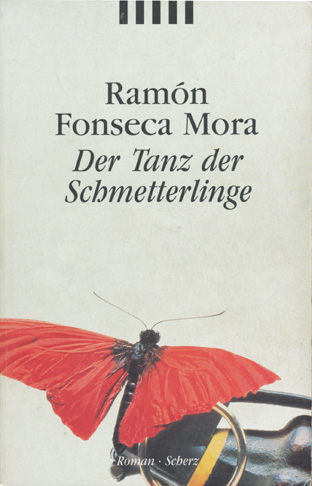 Ramón
Fonseca Mora
Der Tanz der
Schmetterlinge
Roman · Scherz